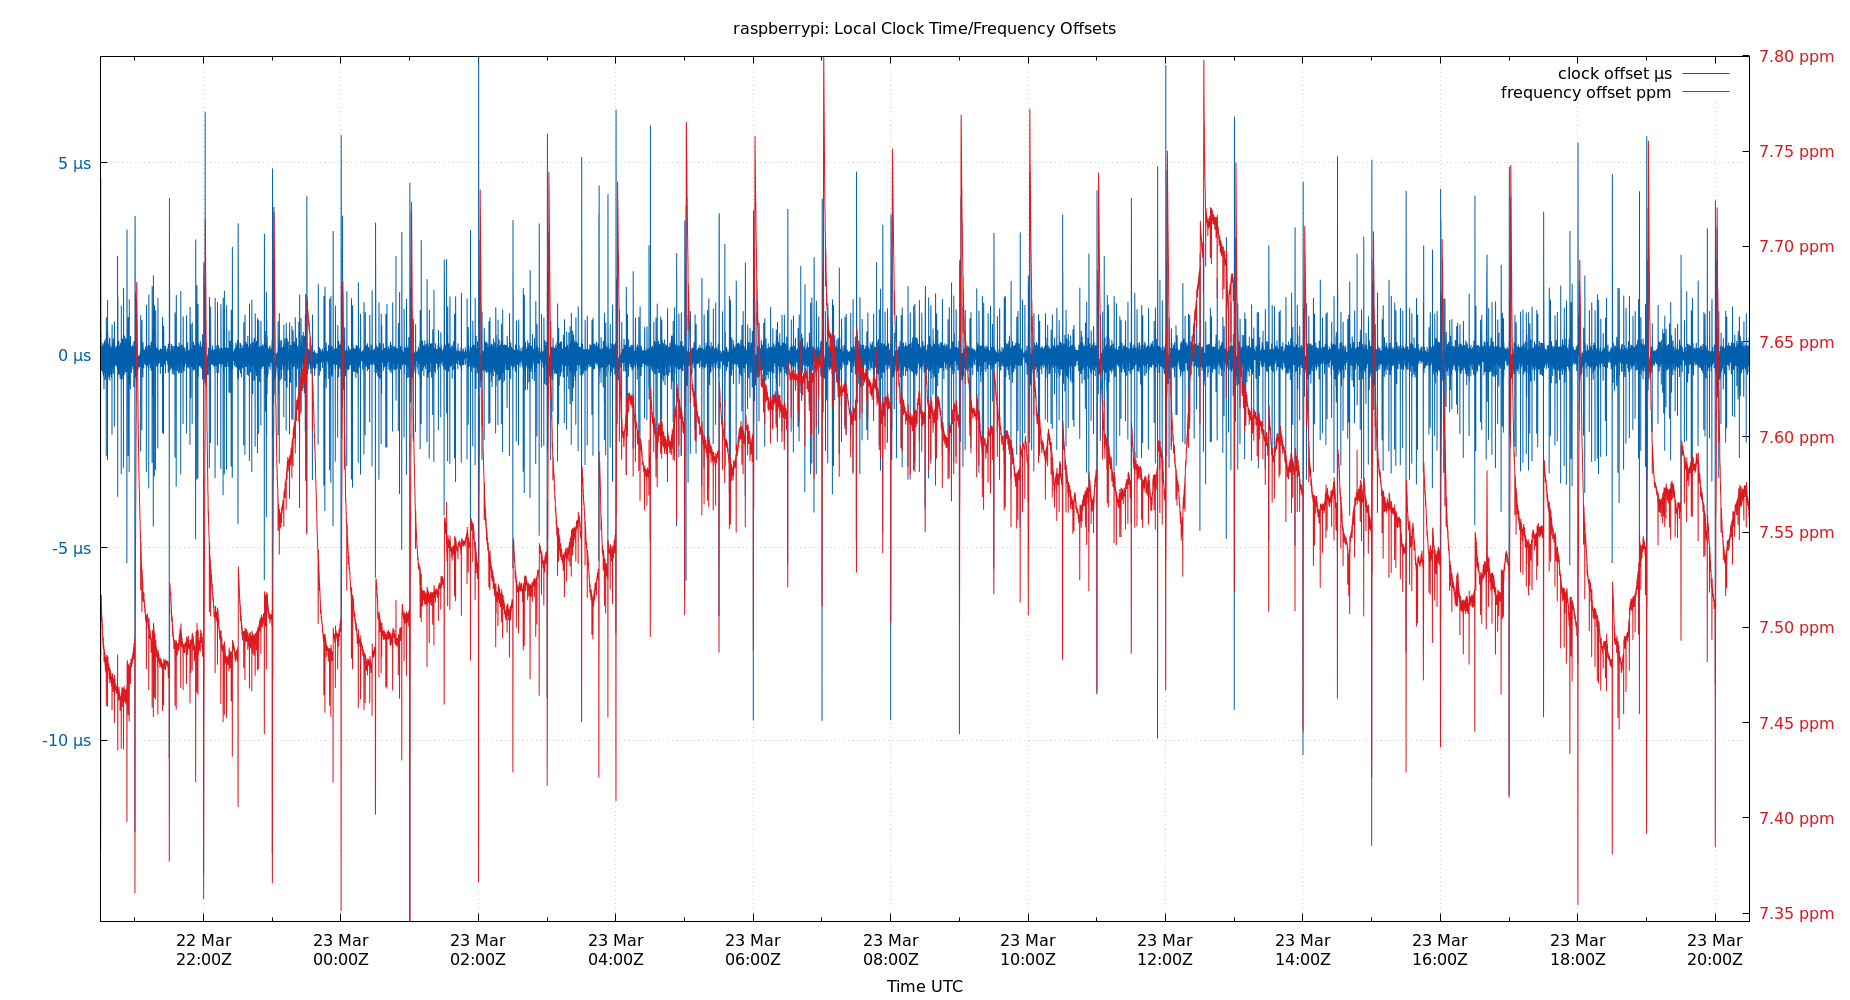 raspberrypi: Local Clock Time/Frequency Offsets
clock offset µs
frequency offset ppm
5 µs
0 µs
-5 µs
-10 µs
7.80 ppm
7.75 ppm
7.70 ppm
7.65 ppm
7.60 ppm
7.55 ppm
7.50 ppm
7.45 ppm
7.40 ppm
7.35 ppm
22 Mar 23 Mar 23 Mar 23 Mar 23 Mar 23 Mar 23 Mar 23 Mar 23 Mar 23 Mar 23 Mar 23 Mar
22:00Z 00:00Z 02:00Z 04:00Z 06:00Z 08:00Z 10:00Z 12:00Z 14:00Z 16:00Z 18:00Z 20:00Z
Time UTC